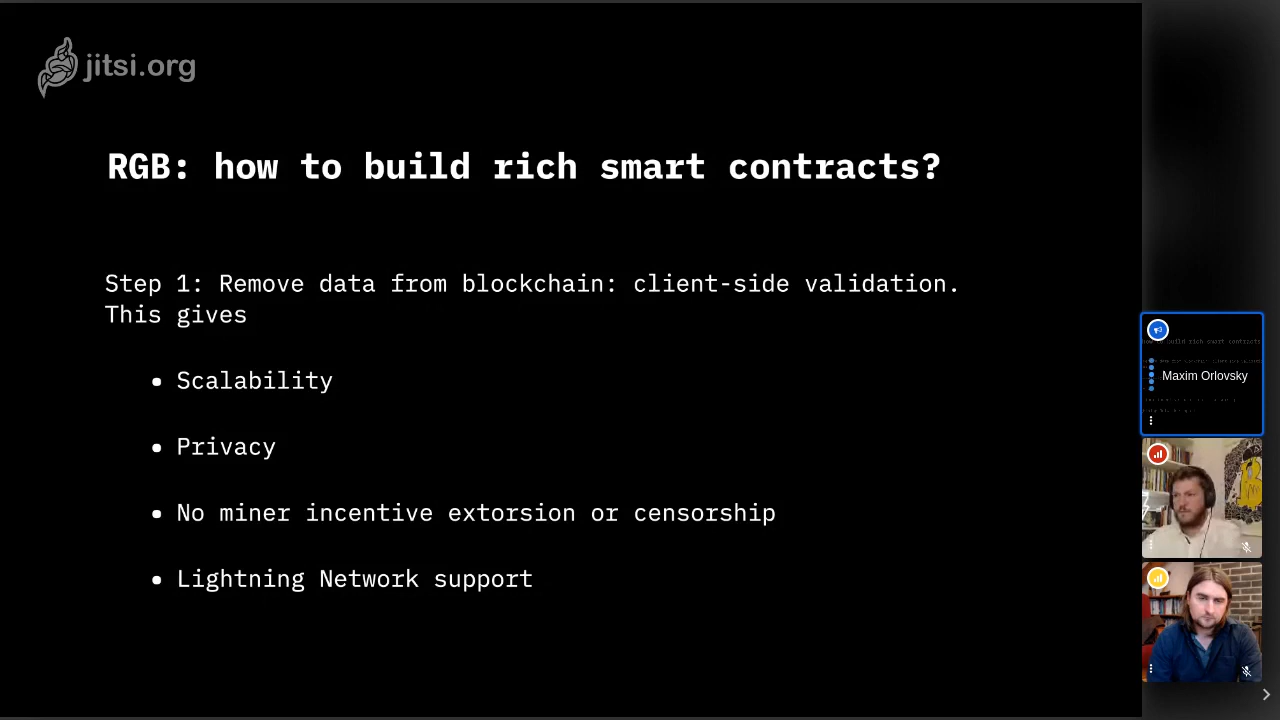 jitsi.org
RGB: how to build rich smart contracts?
Step 1: Remove data from blockchain: client-side validation.
This gives
• Scalability
• Privacy
• No miner incentive extorsion or censorship
• Lightning Network support
Maxim Orlovsky